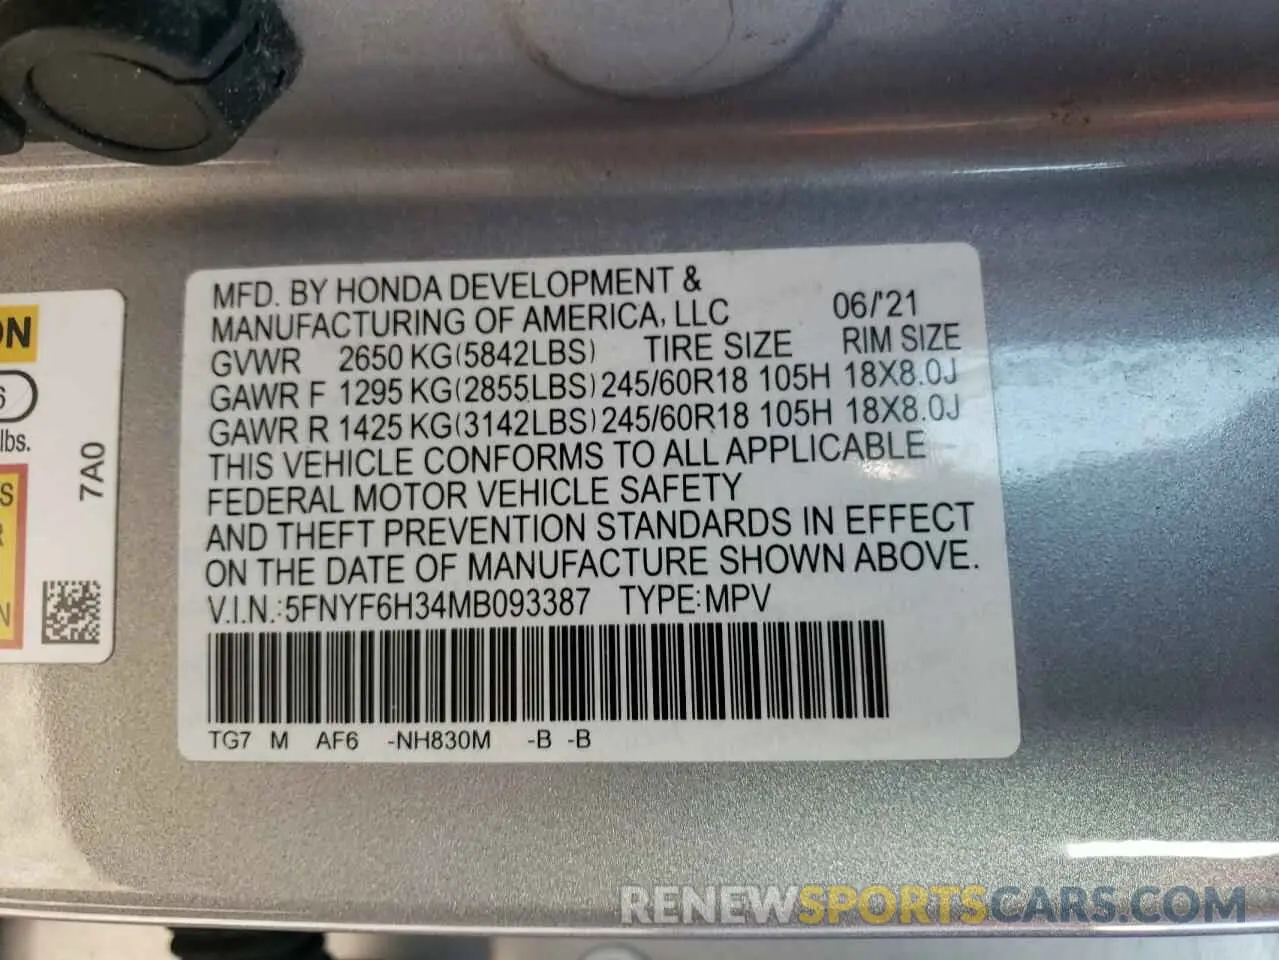 MFD. BY HONDA DEVELOPMENT &
MANUFACTURING OF AMERICA, LLC 06/'21
GVWR 2650 KG(5842LBS) TIRE SIZE RIM SIZE
GAWR F 1295 KG(2855LBS) 245/60R18 105H 18X8.0J
GAWR R 1425 KG(3142LBS) 245/60R18 105H 18X8.0J
THIS VEHICLE CONFORMS TO ALL APPLICABLE
FEDERAL MOTOR VEHICLE SAFETY
AND THEFT PREVENTION STANDARDS IN EFFECT
ON THE DATE OF MANUFACTURE SHOWN ABOVE.
V.I.N.:5FNYF6H34MB093387 TYPE:MPV
TG7 M AF6 -NH830M -B -B
lbs.
7A0
RENEWSPORTSCARS.COM